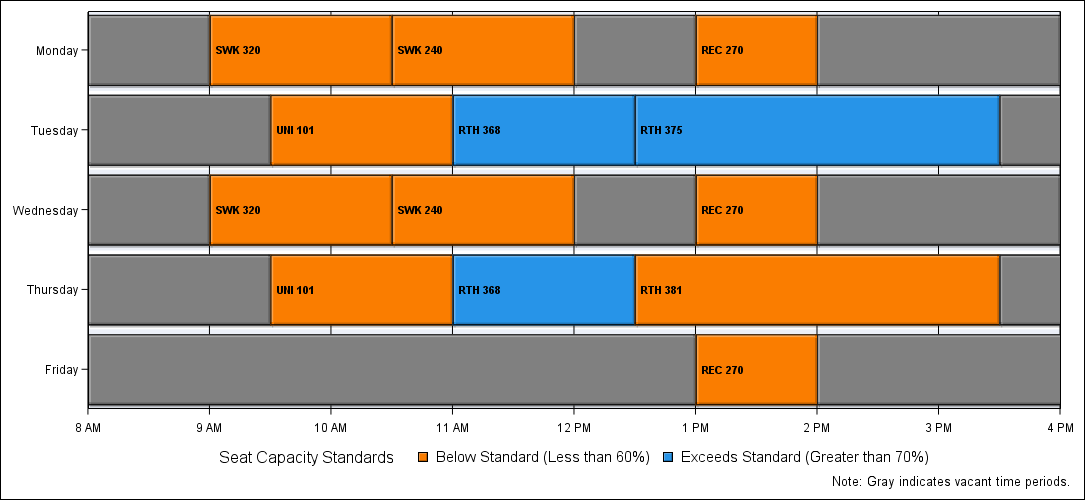 Monday
SWK 320 SWK 240 REC 270
Tuesday
UNI 101 RTH 368 RTH 375
Wednesday
SWK 320 SWK 240 REC 270
Thursday
UNI 101 RTH 368 RTH 381
Friday
REC 270
8 AM 9 AM 10 AM 11 AM 12 PM 1 PM 2 PM 3 PM 4 PM
Seat Capacity Standards Below Standard (Less than 60%) Exceeds Standard (Greater than 70%)
Note: Gray indicates vacant time periods.